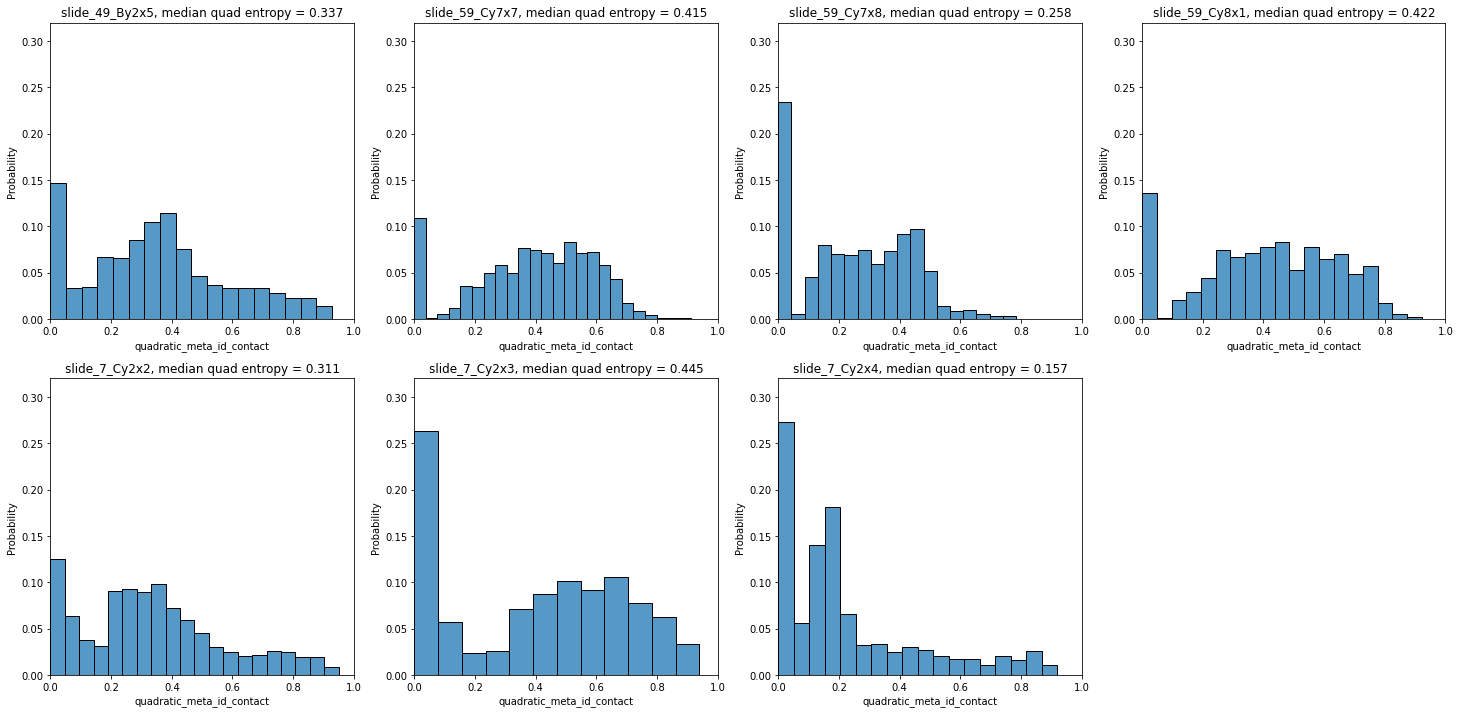 slide_49_By2x5, median quad entropy = 0.337
0.30
0.25
0.20
0.15
0.10
0.05
0.00
Probability
0.0 0.2 0.4 0.6 0.8 1.0
quadratic_meta_id_contact
slide_59_Cy7x7, median quad entropy = 0.415
0.30
0.25
0.20
0.15
0.10
0.05
0.00
Probability
0.0 0.2 0.4 0.6 0.8 1.0
quadratic_meta_id_contact
slide_59_Cy7x8, median quad entropy = 0.258
0.30
0.25
0.20
0.15
0.10
0.05
0.00
Probability
0.0 0.2 0.4 0.6 0.8 1.0
quadratic_meta_id_contact
slide_59_Cy8x1, median quad entropy = 0.422
0.30
0.25
0.20
0.15
0.10
0.05
0.00
Probability
0.0 0.2 0.4 0.6 0.8 1.0
quadratic_meta_id_contact
slide_7_Cy2x2, median quad entropy = 0.311
0.30
0.25
0.20
0.15
0.10
0.05
0.00
Probability
0.0 0.2 0.4 0.6 0.8 1.0
quadratic_meta_id_contact
slide_7_Cy2x3, median quad entropy = 0.445
0.30
0.25
0.20
0.15
0.10
0.05
0.00
Probability
0.0 0.2 0.4 0.6 0.8 1.0
quadratic_meta_id_contact
slide_7_Cy2x4, median quad entropy = 0.157
0.30
0.25
0.20
0.15
0.10
0.05
0.00
Probability
0.0 0.2 0.4 0.6 0.8 1.0
quadratic_meta_id_contact